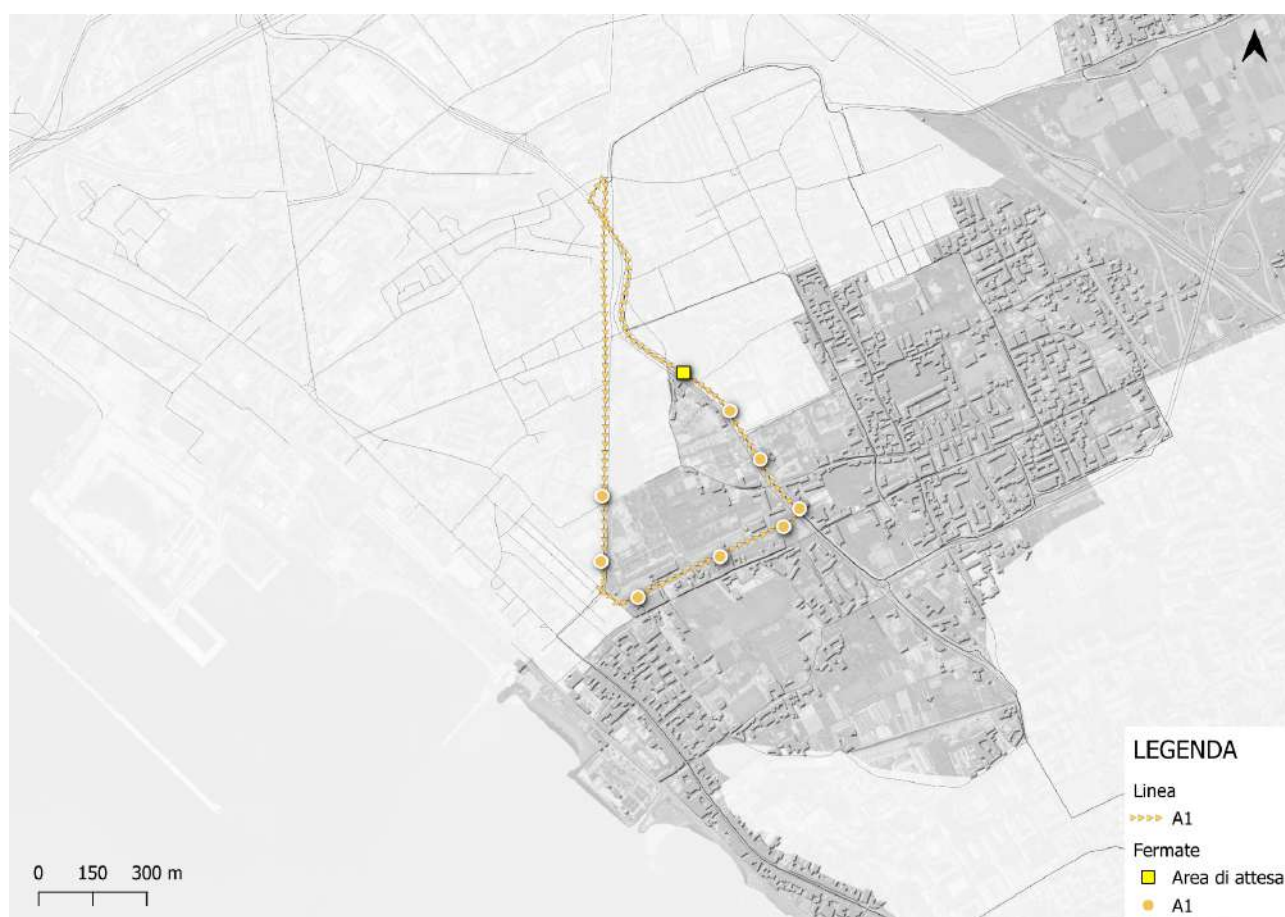 LEGENDA
Linea
A1
Fermate
Area di attesa
A1
0 150 300 m